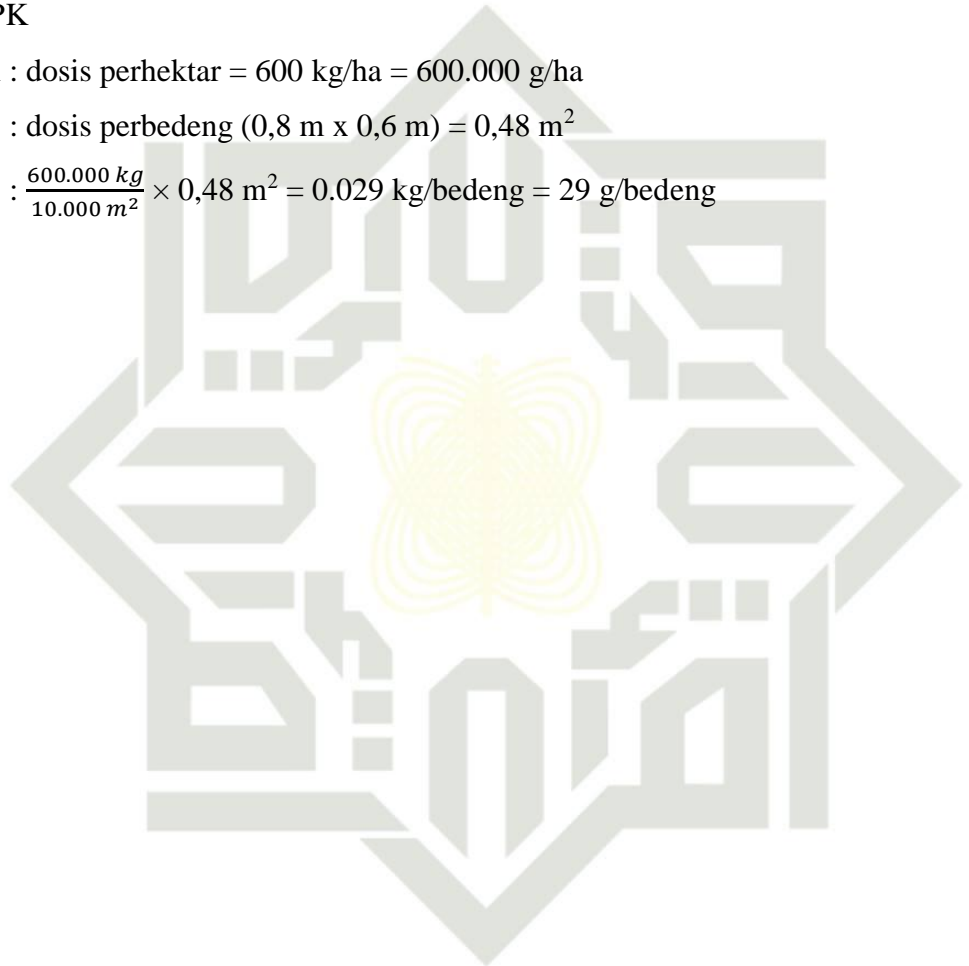 PK
: dosis perhektar = 600 kg/ha = 600.000 g/ha
: dosis perbedeng (0,8 m x 0,6 m) = 0,48 m²
: 600.000 kg / 10.000 m² × 0,48 m² = 0.029 kg/bedeng = 29 g/bedeng